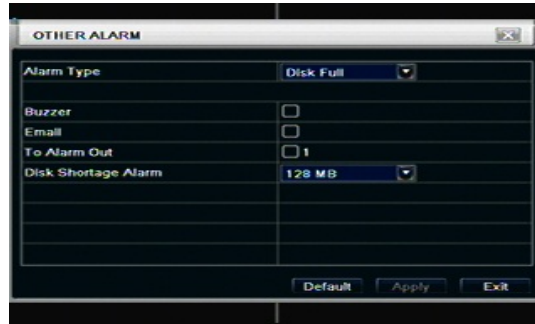 OTHER ALARM
Alarm Type Disk Full
Buzzer
Email
To Alarm Out 1
Disk Shortage Alarm 128 MB
Default Apply Exit